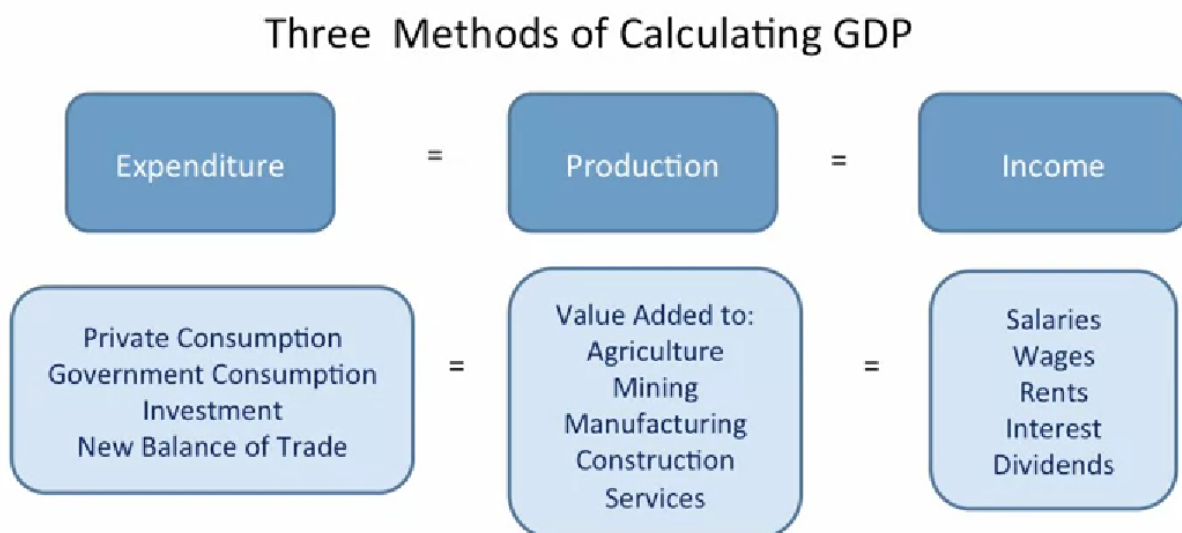 Three Methods of Calculating GDP
Expenditure
=
Production
=
Income
Private Consumption
Government Consumption
Investment
New Balance of Trade
=
Value Added to:
Agriculture
Mining
Manufacturing
Construction
Services
=
Salaries
Wages
Rents
Interest
Dividends